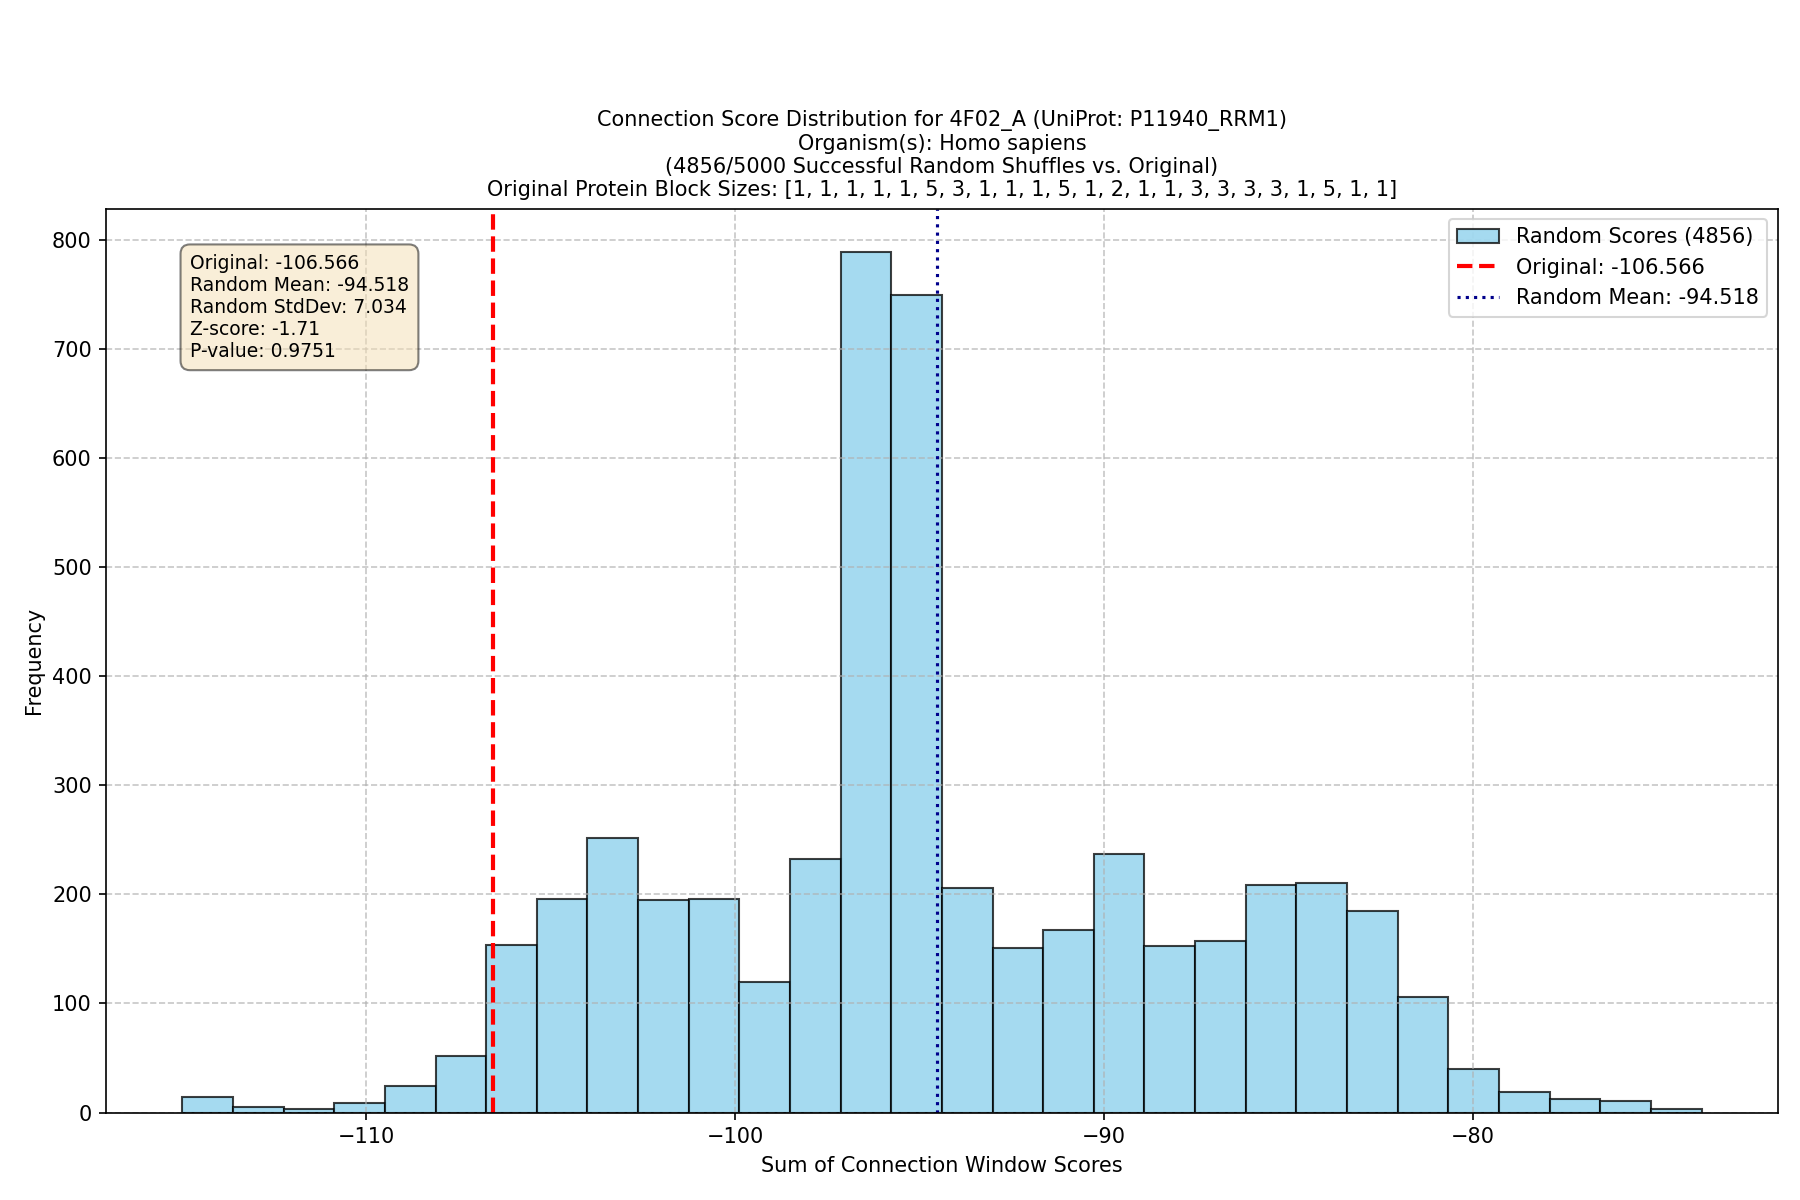 Connection Score Distribution for 4F02_A (UniProt: P11940_RRM1)
Organism(s): Homo sapiens
(4856/5000 Successful Random Shuffles vs. Original)
Original Protein Block Sizes: [1, 1, 1, 1, 1, 5, 3, 1, 1, 1, 5, 1, 2, 1, 1, 3, 3, 3, 3, 1, 5, 1, 1]
Original: -106.566
Random Mean: -94.518
Random StdDev: 7.034
Z-score: -1.71
P-value: 0.9751
Random Scores (4856)
Original: -106.566
Random Mean: -94.518
Frequency
800
700
600
500
400
300
200
100
0
−110
−100
−90
−80
Sum of Connection Window Scores